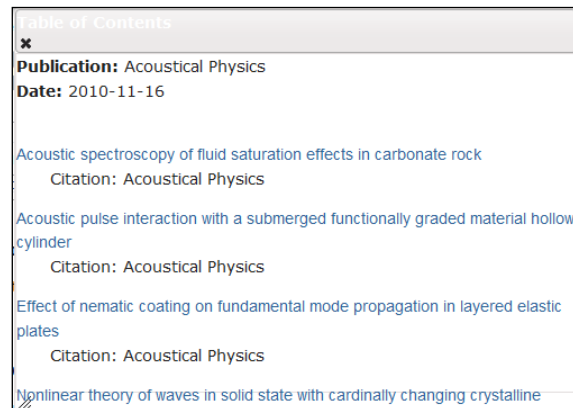 Table of Contents
✖
Publication: Acoustical Physics
Date: 2010-11-16
Acoustic spectroscopy of fluid saturation effects in carbonate rock
Citation: Acoustical Physics
Acoustic pulse interaction with a submerged functionally graded material hollow
cylinder
Citation: Acoustical Physics
Effect of nematic coating on fundamental mode propagation in layered elastic
plates
Citation: Acoustical Physics
Nonlinear theory of waves in solid state with cardinally changing crystalline